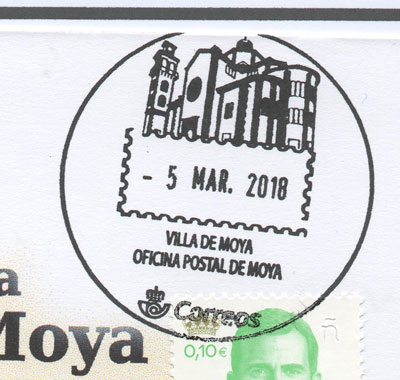 - 5 MAR. 2018
VILLA DE MOYA
OFICINA POSTAL DE MOYA
Correos
a
Moya
0,10€